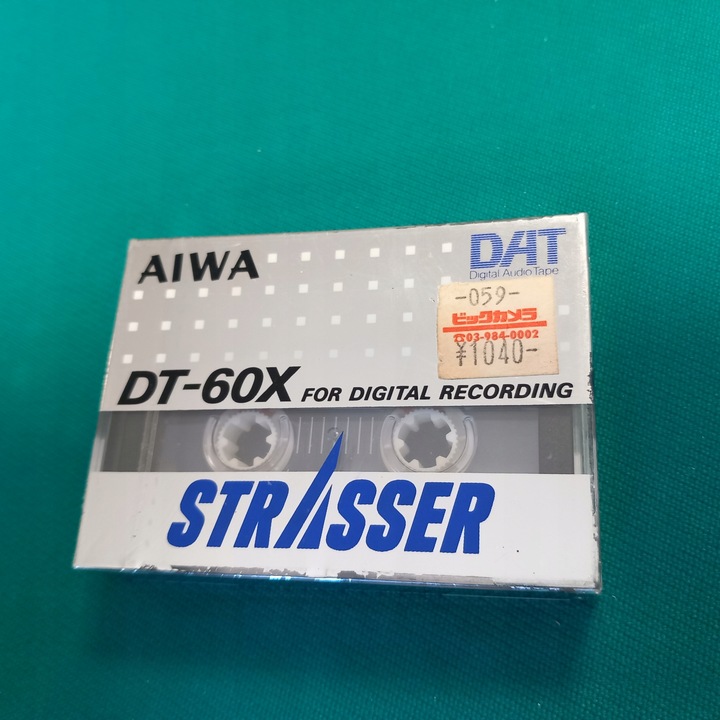 AIWA
DAT
Digital Audio Tape
-059-
ビックカメラ
☎03-984-0002
¥1040-
DT-60X FOR DIGITAL RECORDING
STRASSER